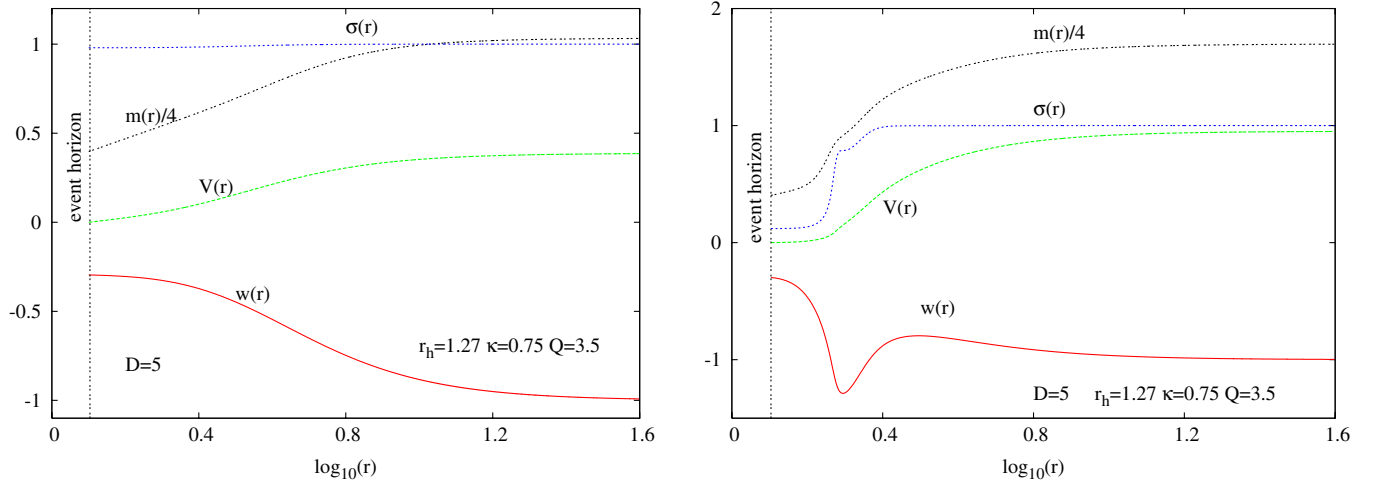 1
0.5
0
-0.5
-1
event horizon
σ(r)
m(r)/4
V(r)
w(r)
r_h=1.27 κ=0.75 Q=3.5
D=5
0 0.4 0.8 1.2 1.6
log_10(r)
2
1
0
-1
event horizon
m(r)/4
σ(r)
V(r)
w(r)
D=5 r_h=1.27 κ=0.75 Q=3.5
0 0.4 0.8 1.2 1.6
log_10(r)